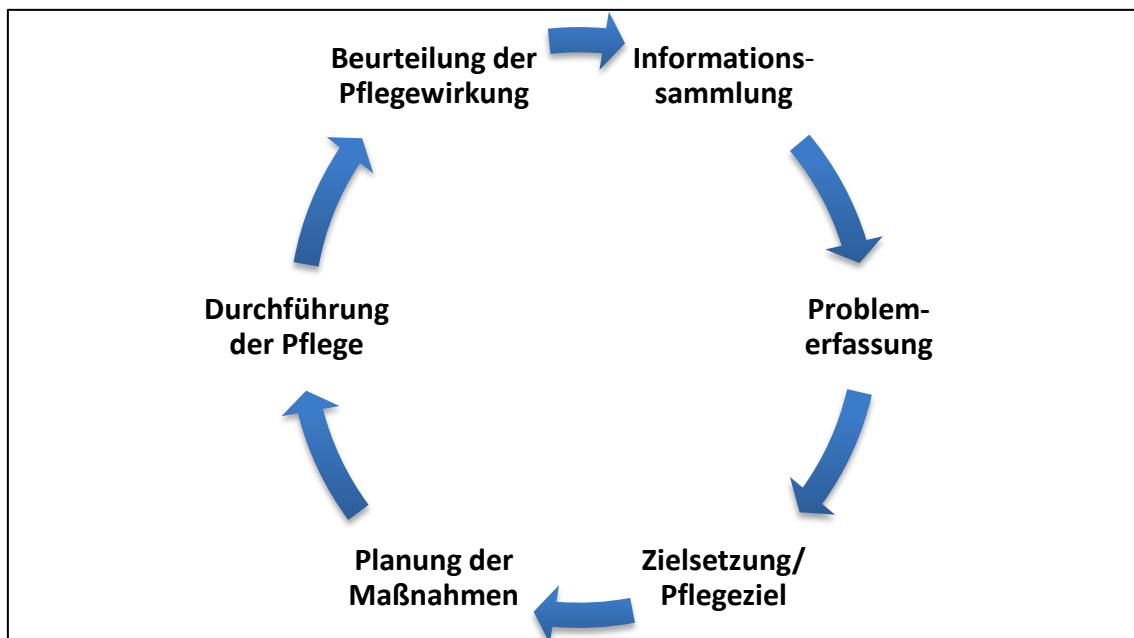 Beurteilung der
Pflegewirkung
Informations-
sammlung
Problem-
erfassung
Zielsetzung/
Pflegeziel
Planung der
Maßnahmen
Durchführung
der Pflege